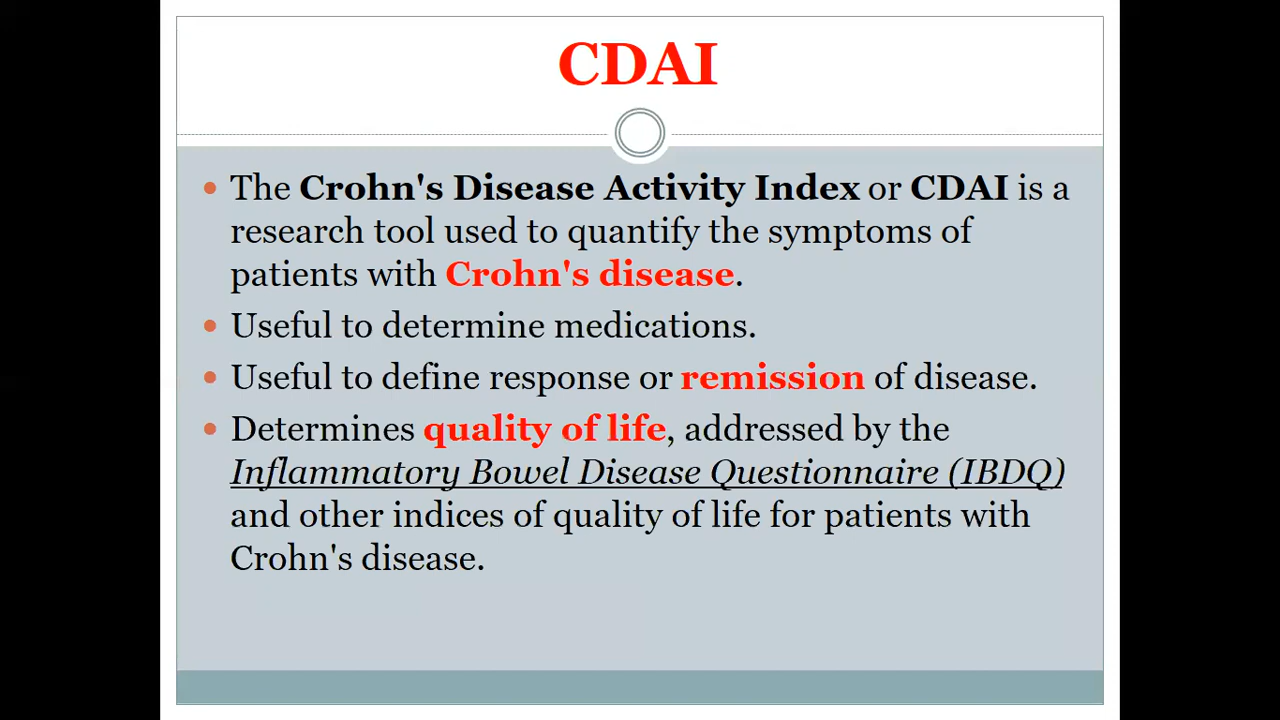 CDAI
• The Crohn's Disease Activity Index or CDAI is a
research tool used to quantify the symptoms of
patients with Crohn's disease.
• Useful to determine medications.
• Useful to define response or remission of disease.
• Determines quality of life, addressed by the
Inflammatory Bowel Disease Questionnaire (IBDQ)
and other indices of quality of life for patients with
Crohn's disease.